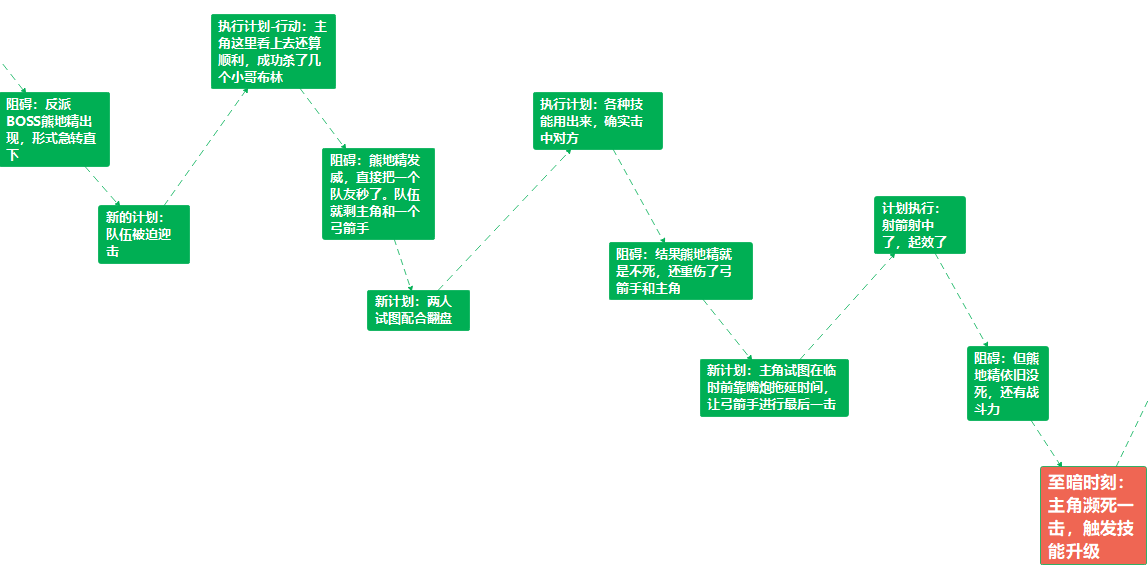 阻碍：反派
BOSS熊地精出
现，形式急转直
下
新的计划：
队伍被迫迎
击
执行计划-行动：主
角这里看上去还算
顺利，成功杀了几
个小哥布林
阻碍：熊地精发
威，直接把一个
队友秒了。队伍
就剩主角和一个
弓箭手
新计划：两人
试图配合翻盘
执行计划：各种技
能用出来，确实击
中对方
阻碍：结果熊地精就
是不死，还重伤了弓
箭手和主角
新计划：主角试图在临
时前靠嘴炮拖延时间，
让弓箭手进行最后一击
计划执行：
射箭射中
了，起效了
阻碍：但熊
地精依旧没
死，还有战
斗力
至暗时刻：
主角濒死一
击，触发技
能升级